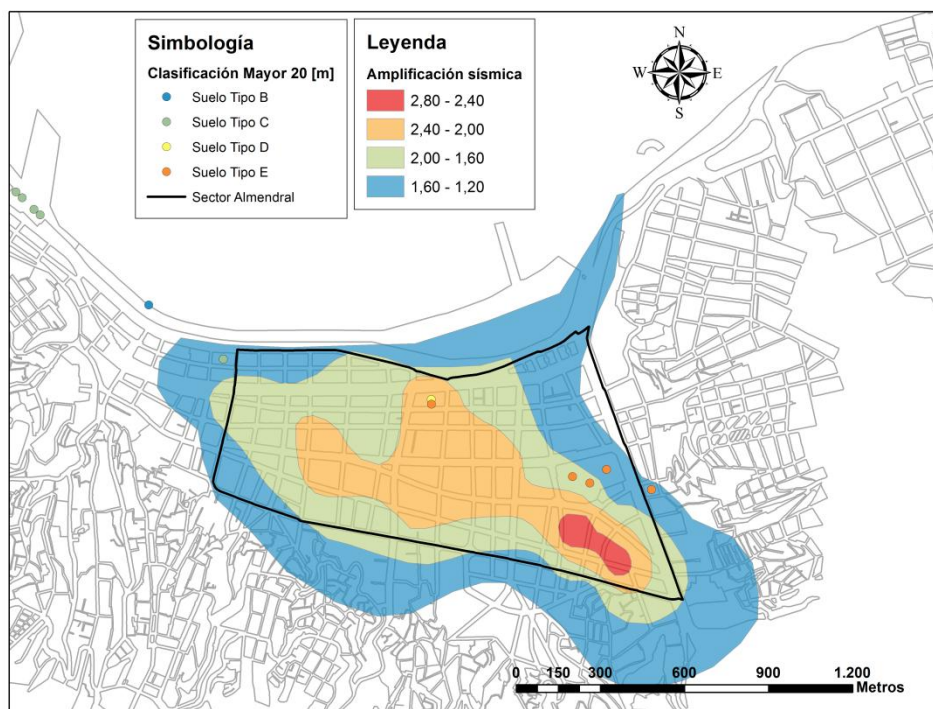 Simbología
Clasificación Mayor 20 [m]
Suelo Tipo B
Suelo Tipo C
Suelo Tipo D
Suelo Tipo E
Sector Almendral
Leyenda
Amplificación sísmica
2,80 - 2,40
2,40 - 2,00
2,00 - 1,60
1,60 - 1,20
N
W E
S
0 150 300 600 900 1.200
Metros